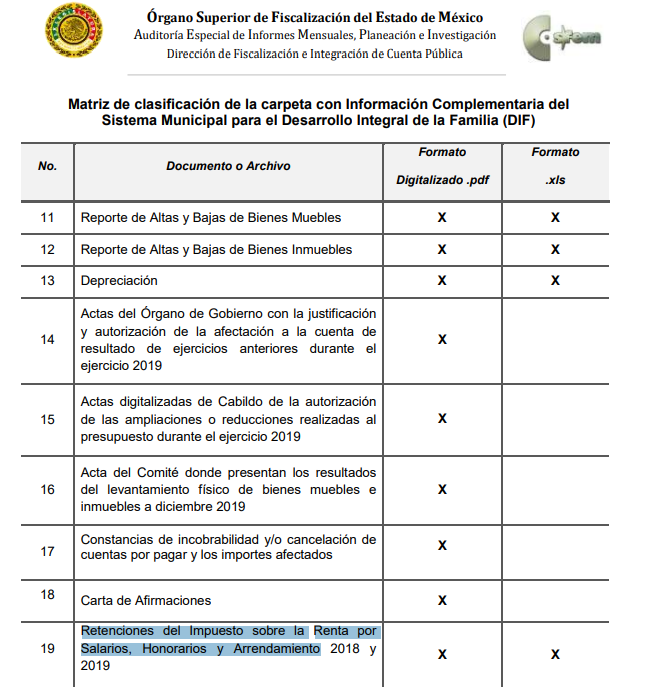 Órgano Superior de Fiscalización del Estado de México
Auditoría Especial de Informes Mensuales, Planeación e Investigación
Dirección de Fiscalización e Integración de Cuenta Pública
osfem
Matriz de clasificación de la carpeta con Información Complementaria del
Sistema Municipal para el Desarrollo Integral de la Familia (DIF)
No. Documento o Archivo Formato Digitalizado .pdf Formato .xls
11 Reporte de Altas y Bajas de Bienes Muebles X X
12 Reporte de Altas y Bajas de Bienes Inmuebles X X
13 Depreciación X X
Actas del Órgano de Gobierno con la justificación
y autorización de la afectación a la cuenta de
14 resultado de ejercicios anteriores durante el X
ejercicio 2019
Actas digitalizadas de Cabildo de la autorización
15 de las ampliaciones o reducciones realizadas al X
presupuesto durante el ejercicio 2019
Acta del Comité donde presentan los resultados
16 del levantamiento físico de bienes muebles e X
inmuebles a diciembre 2019
17 Constancias de incobrabilidad y/o cancelación de X
cuentas por pagar y los importes afectados
18 Carta de Afirmaciones X
Retenciones del Impuesto sobre la Renta por
19 Salarios, Honorarios y Arrendamiento 2018 y X X
2019